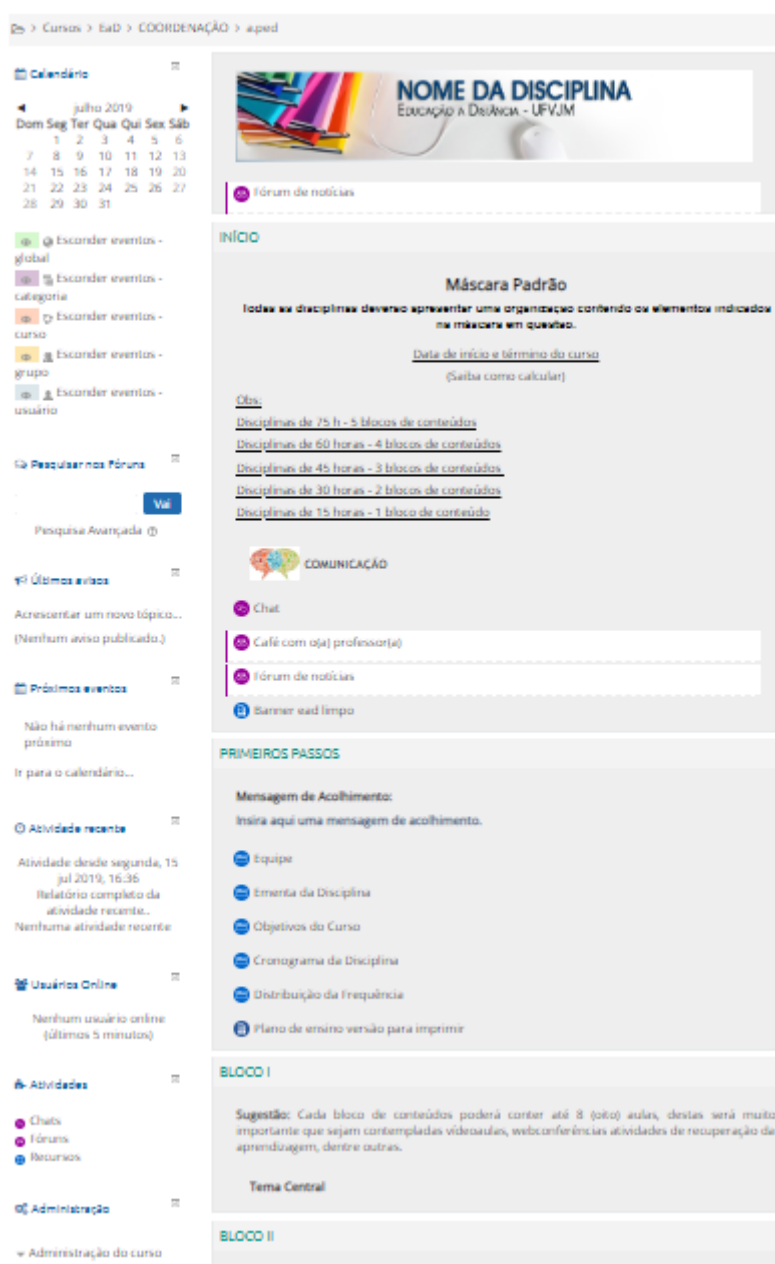 > Cursos > EaD > COORDENAÇÃO > aped
Calendário
◄ julho 2019 ►
Dom Seg Ter Qua Qui Sex Sáb
1 2 3 4 5 6
7 8 9 10 11 12 13
14 15 16 17 18 19 20
21 22 23 24 25 26 27
28 29 30 31
Esconder eventos -
global
Esconder eventos -
categoria
Esconder eventos -
curso
Esconder eventos -
grupo
Esconder eventos -
usuário
Pesquisar nos Fóruns
Vai
Pesquisa Avançada
Últimos avisos
Acrescentar um novo tópico...
(Nenhum aviso publicado.)
Próximos eventos
Não há nenhum evento
próximo
Ir para o calendário...
Atividade recente
Atividade desde segunda, 15
jul 2019, 16:36
Relatório completo da
atividade recente..
Nenhuma atividade recente
Usuários Online
Nenhum usuário online
(últimos 5 minutos)
Atividades
Chats
Fóruns
Recursos
Administração
Administração do curso
NOME DA DISCIPLINA
EDUCAÇÃO A DISTÂNCIA - UFVJM
Fórum de notícias
INÍCIO
Máscara Padrão
Todas as disciplinas deverão apresentar uma organização contendo os elementos indicados
na máscara em questão.
Data de início e término do curso
(Saiba como calcular)
Obs:
Disciplinas de 75 h - 5 blocos de conteúdos
Disciplinas de 60 horas - 4 blocos de conteúdos
Disciplinas de 45 horas - 3 blocos de conteúdos
Disciplinas de 30 horas - 2 blocos de conteúdos
Disciplinas de 15 horas - 1 bloco de conteúdo
COMUNICAÇÃO
Chat
Café com o(a) professor(a)
Fórum de notícias
Banner ead limpo
PRIMEIROS PASSOS
Mensagem de Acolhimento:
Insira aqui uma mensagem de acolhimento.
Equipe
Ementa da Disciplina
Objetivos do Curso
Cronograma da Disciplina
Distribuição da Frequência
Plano de ensino versão para imprimir
BLOCO I
Sugestão: Cada bloco de conteúdos poderá conter até 8 (oito) aulas, destas será muito
importante que sejam contempladas videoaulas, webconferências atividades de recuperação da
aprendizagem, dentre outras.
Tema Central
BLOCO II